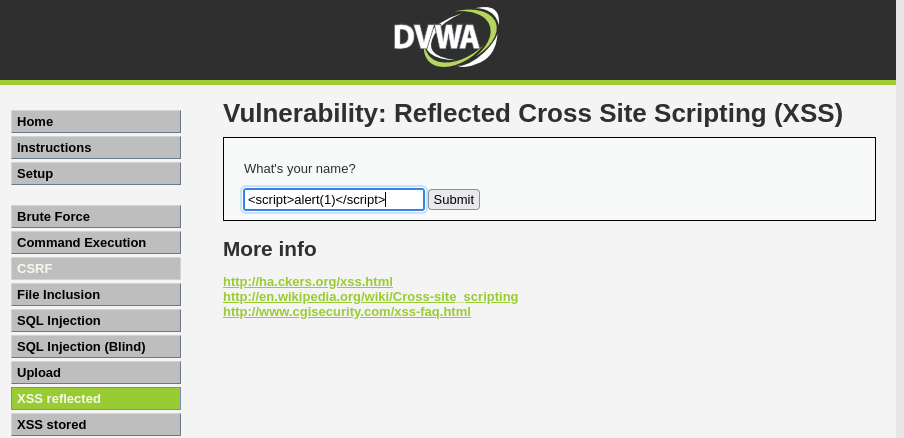 DVWA
Home
Instructions
Setup
Brute Force
Command Execution
CSRF
File Inclusion
SQL Injection
SQL Injection (Blind)
Upload
XSS reflected
XSS stored
Vulnerability: Reflected Cross Site Scripting (XSS)
What's your name?
<script>alert(1)</script> Submit
More info
http://ha.ckers.org/xss.html
http://en.wikipedia.org/wiki/Cross-site_scripting
http://www.cgisecurity.com/xss-faq.html